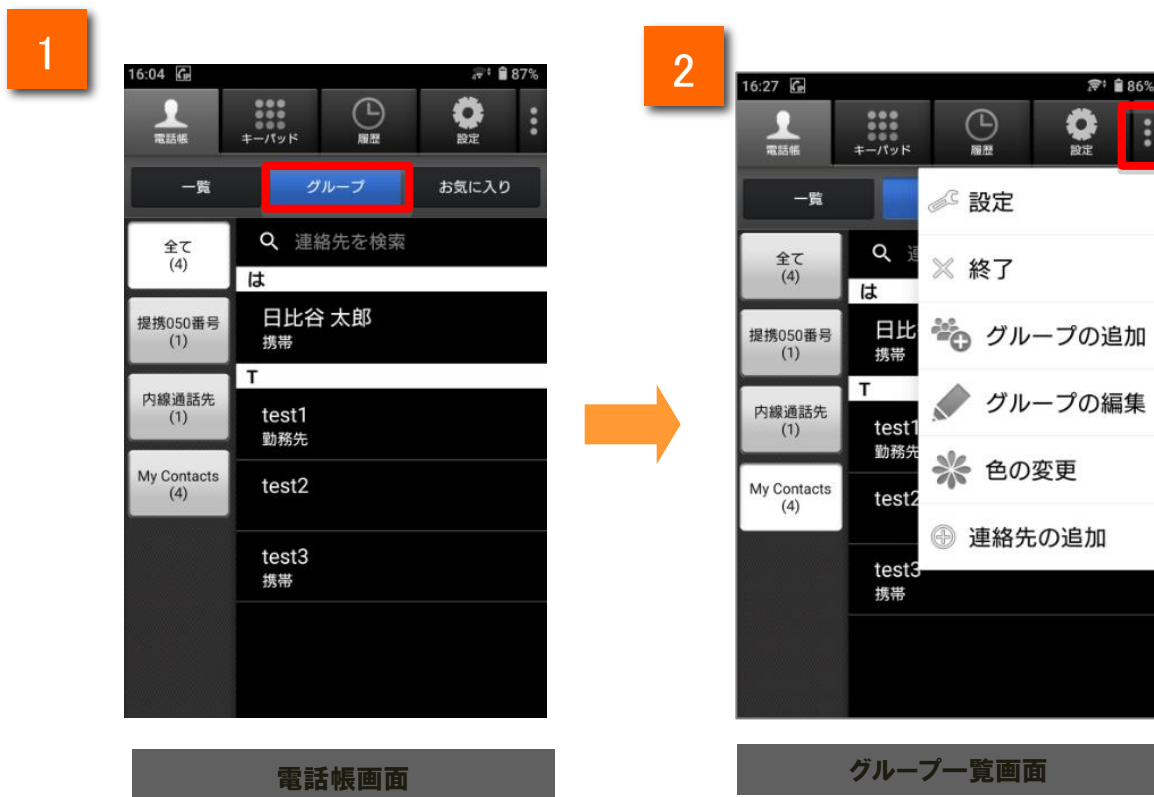 1
16:04
87%
電話帳
キーパッド
履歴
設定
一覧
グループ
お気に入り
全て
(4)
連絡先を検索
は
提携050番号
(1)
日比谷 太郎
携帯
T
内線通話先
(1)
test1
勤務先
My Contacts
(4)
test2
test3
携帯
電話帳画面
2
16:27
86%
電話帳
キーパッド
履歴
設定
一覧
設定
全て
(4)
終了
は
提携050番号
(1)
日比
携帯
グループの追加
T
グループの編集
内線通話先
(1)
test1
勤務先
色の変更
My Contacts
(4)
test2
連絡先の追加
test3
携帯
グループ一覧画面